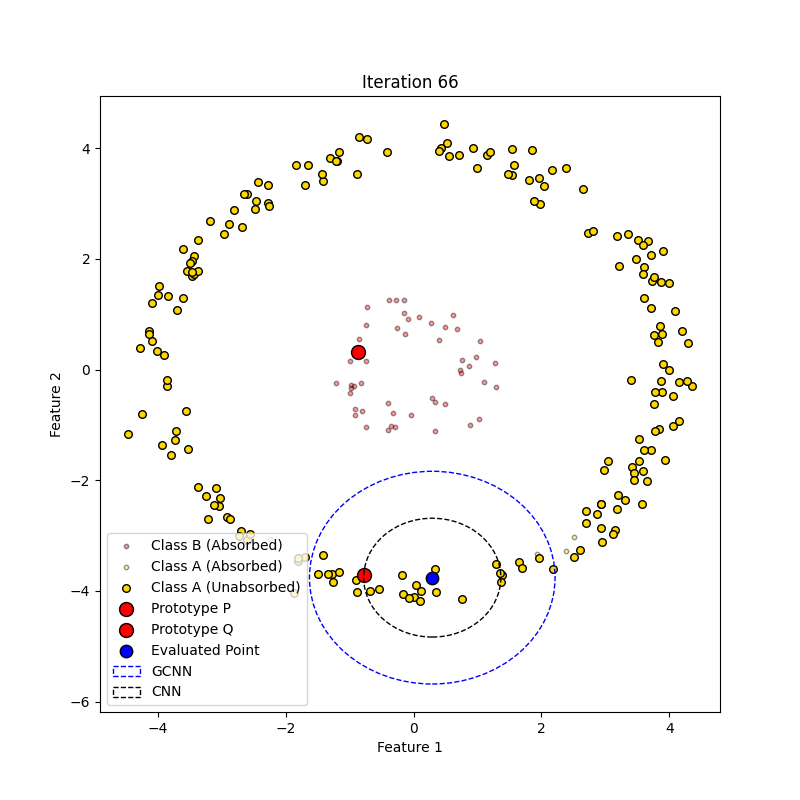 Iteration 66
4
2
0
−2
−4
−6
Feature 2
Class B (Absorbed)
Class A (Absorbed)
Class A (Unabsorbed)
Prototype P
Prototype Q
Evaluated Point
GCNN
CNN
−4 −2 0 2 4
Feature 1